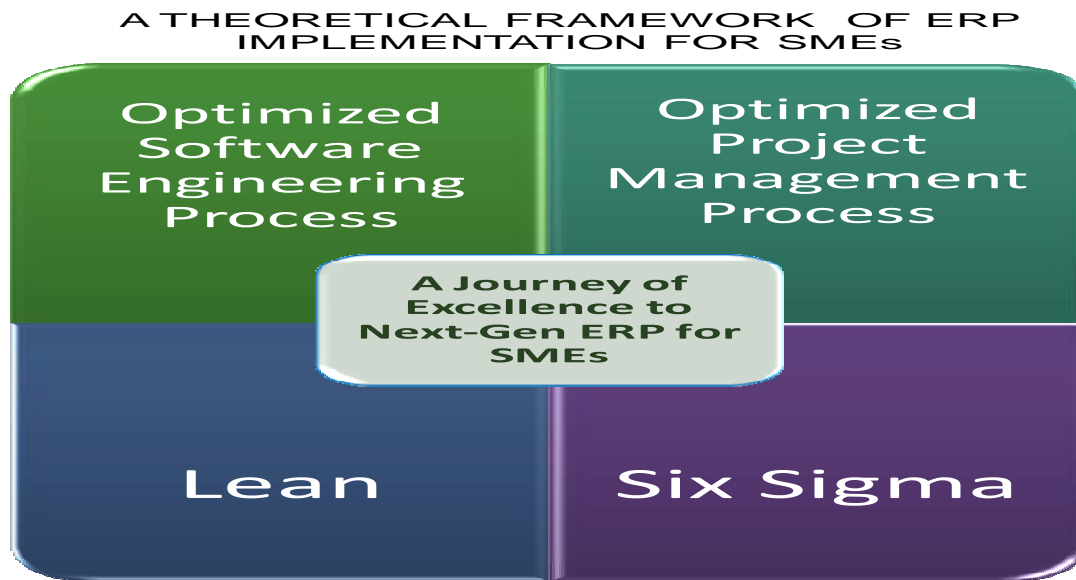 A THEORETICAL FRAMEWORK OF ERP
IMPLEMENTATION FOR SMEs
Optimized
Software
Engineering
Process
Optimized
Project
Management
Process
A Journey of
Excellence to
Next-Gen ERP for
SMEs
Lean
Six Sigma